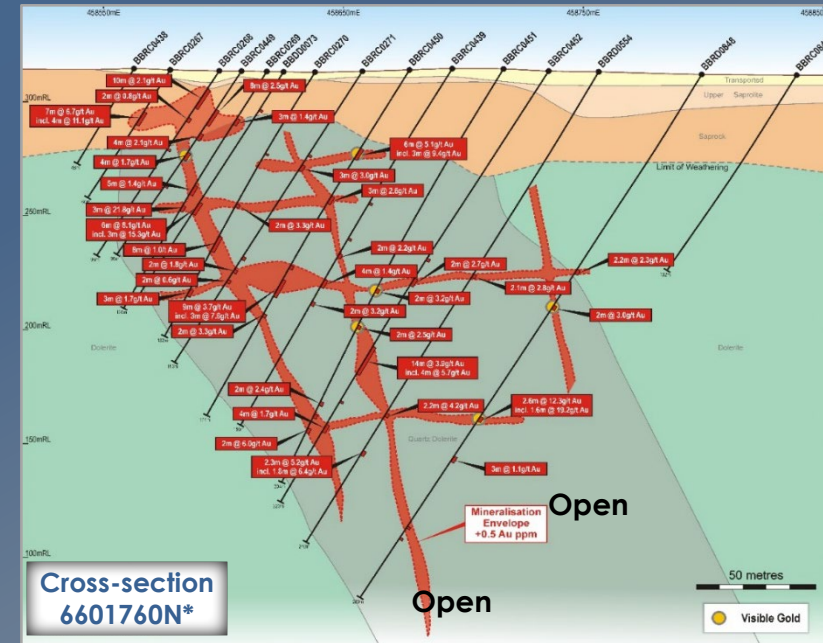 458550mE
458650mE
458750mE
BBRC0438
BBRC0267
BBRC0268
BBRC0449
BBRC0269
BBDD0073
BBRC0270
BBRC0271
BBRC0450
BBRC0439
BBRC0451
BBRC0452
BBRD0554
BBRD0848
Transported
Upper Saprolite
Saprock
Limit of Weathering
300mRL
250mRL
200mRL
150mRL
100mRL
10m @ 2.1g/t Au
2m @ 0.8g/t Au
7m @ 6.7g/t Au
incl. 4m @ 11.1g/t Au
8m @ 2.5g/t Au
3m @ 1.4g/t Au
4m @ 2.1g/t Au
4m @ 1.7g/t Au
5m @ 1.4g/t Au
3m @ 21.8g/t Au
incl. 3m @ 15.3g/t Au
6m @ 1.0/t Au
2m @ 1.8g/t Au
2m @ 6.6g/t Au
3m @ 1.7g/t Au
9m @ 3.7g/t Au
incl. 3m @ 7.8g/t Au
2m @ 3.3g/t Au
6m @ 5.1g/t Au
incl. 3m @ 9.4g/t Au
3m @ 3.0g/t Au
3m @ 2.8g/t Au
2m @ 3.3g/t Au
2m @ 2.2g/t Au
4m @ 1.4g/t Au
2m @ 2.7g/t Au
2.2m @ 2.3g/t Au
2.1m @ 2.8g/t Au
2m @ 3.2g/t Au
2m @ 3.2g/t Au
2m @ 3.0g/t Au
2m @ 2.5g/t Au
14m @ 3.9g/t Au
incl. 4m @ 5.7g/t Au
2m @ 2.4g/t Au
4m @ 1.7g/t Au
2m @ 6.0g/t Au
2.2m @ 4.2g/t Au
2.6m @ 12.3g/t Au
incl. 1.6m @ 19.2g/t Au
2.3m @ 5.2g/t Au
incl. 1.8m @ 6.4g/t Au
3m @ 1.1g/t Au
Dolerite
Dolerite
Quartz Dolerite
Mineralisation
Envelope
+0.5 Au ppm
Open
Open
Cross-section
6601760N*
50 metres
Visible Gold